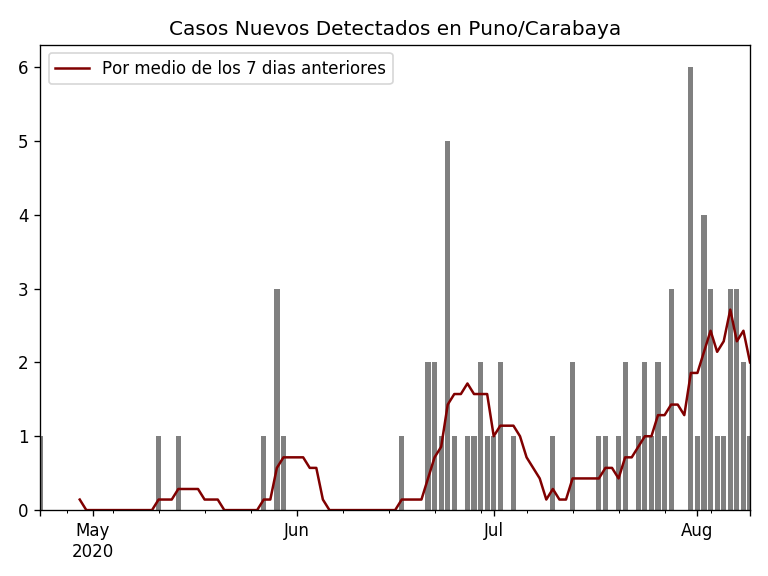 Casos Nuevos Detectados en Puno/Carabaya
Por medio de los 7 dias anteriores
6
5
4
3
2
1
0
May
2020
Jun
Jul
Aug